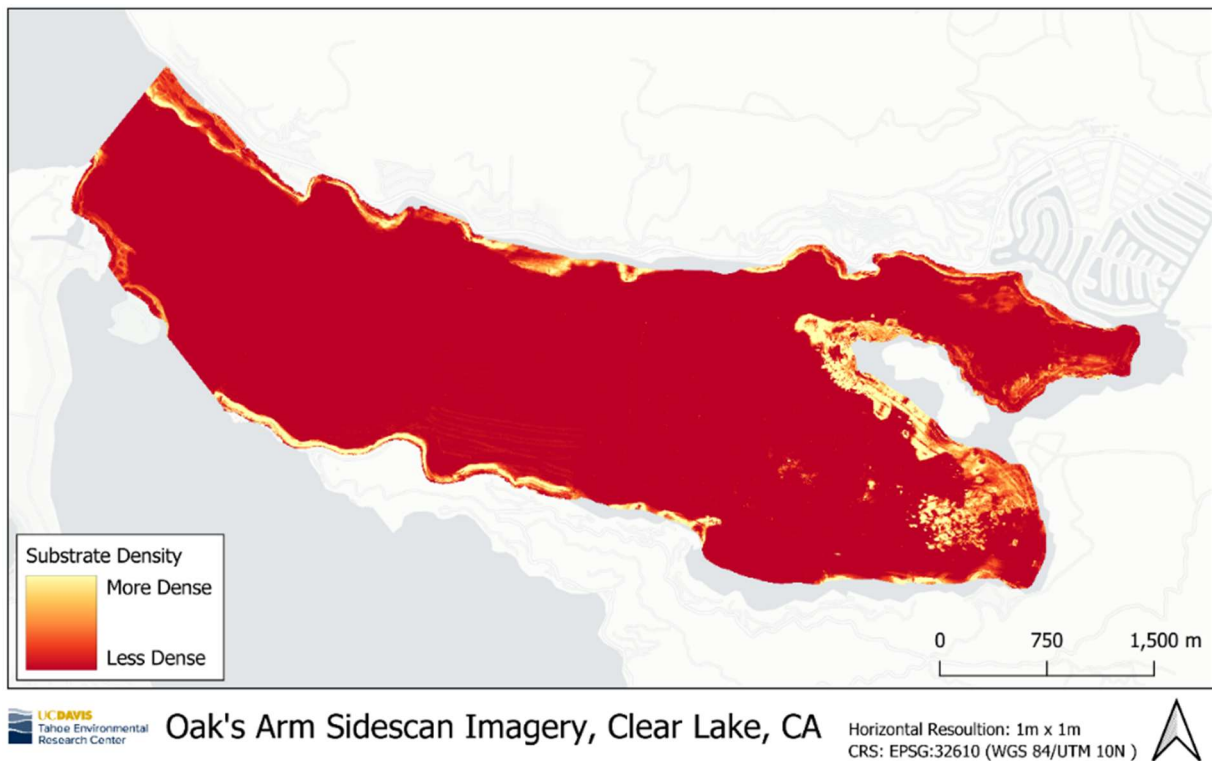 Substrate Density
More Dense
Less Dense
0 750 1,500 m
UCDAVIS
Tahoe Environmental
Research Center
Oak's Arm Sidescan Imagery, Clear Lake, CA
Horizontal Resoultion: 1m x 1m
CRS: EPSG:32610 (WGS 84/UTM 10N )